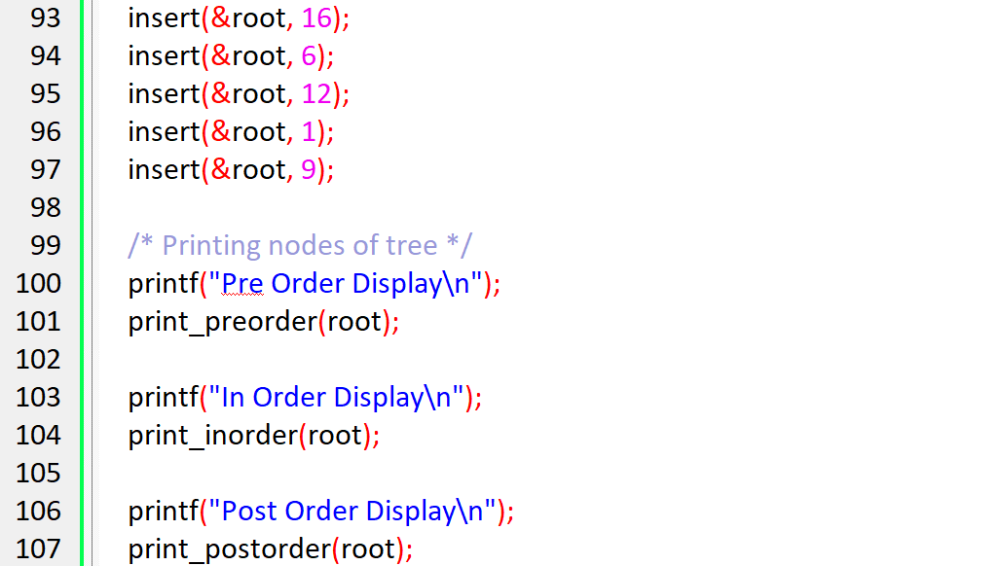 93 insert(&root, 16);
94 insert(&root, 6);
95 insert(&root, 12);
96 insert(&root, 1);
97 insert(&root, 9);
98
99 /* Printing nodes of tree */
100 printf("Pre Order Display\n");
101 print_preorder(root);
102
103 printf("In Order Display\n");
104 print_inorder(root);
105
106 printf("Post Order Display\n");
107 print_postorder(root);